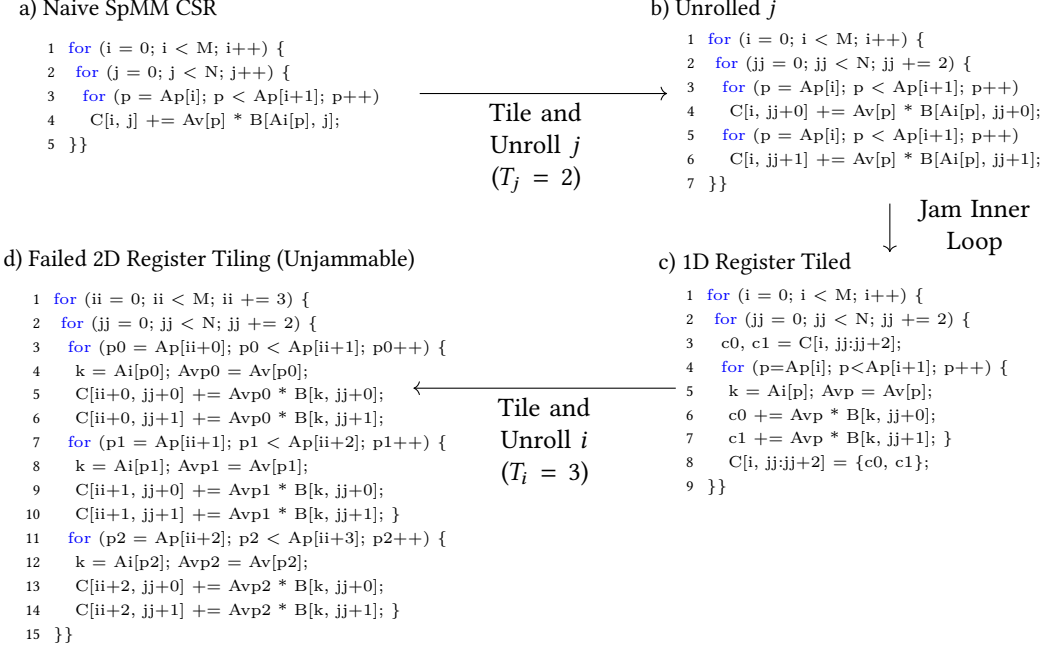 a) Naive SpMM CSR
1 for (i = 0; i < M; i++) {
2 for (j = 0; j < N; j++) {
3 for (p = Ap[i]; p < Ap[i+1]; p++)
4 C[i, j] += Av[p] * B[Ai[p], j];
5 }}
Tile and
Unroll j
(Tj = 2)
b) Unrolled j
1 for (i = 0; i < M; i++) {
2 for (jj = 0; jj < N; jj += 2) {
3 for (p = Ap[i]; p < Ap[i+1]; p++)
4 C[i, jj+0] += Av[p] * B[Ai[p], jj+0];
5 for (p = Ap[i]; p < Ap[i+1]; p++)
6 C[i, jj+1] += Av[p] * B[Ai[p], jj+1];
7 }}
Jam Inner
Loop
c) 1D Register Tiled
1 for (i = 0; i < M; i++) {
2 for (jj = 0; jj < N; jj += 2) {
3 c0, c1 = C[i, jj:jj+2];
4 for (p=Ap[i]; p<Ap[i+1]; p++) {
5 k = Ai[p]; Avp = Av[p];
6 c0 += Avp * B[k, jj+0];
7 c1 += Avp * B[k, jj+1]; }
8 C[i, jj:jj+2] = {c0, c1};
9 }}
Tile and
Unroll i
(Ti = 3)
d) Failed 2D Register Tiling (Unjammable)
1 for (ii = 0; ii < M; ii += 3) {
2 for (jj = 0; jj < N; jj += 2) {
3 for (p0 = Ap[ii+0]; p0 < Ap[ii+1]; p0++) {
4 k = Ai[p0]; Avp0 = Av[p0];
5 C[ii+0, jj+0] += Avp0 * B[k, jj+0];
6 C[ii+0, jj+1] += Avp0 * B[k, jj+1];
7 for (p1 = Ap[ii+1]; p1 < Ap[ii+2]; p1++) {
8 k = Ai[p1]; Avp1 = Av[p1];
9 C[ii+1, jj+0] += Avp1 * B[k, jj+0];
10 C[ii+1, jj+1] += Avp1 * B[k, jj+1]; }
11 for (p2 = Ap[ii+2]; p2 < Ap[ii+3]; p2++) {
12 k = Ai[p2]; Avp2 = Av[p2];
13 C[ii+2, jj+0] += Avp2 * B[k, jj+0];
14 C[ii+2, jj+1] += Avp2 * B[k, jj+1]; }
15 }}